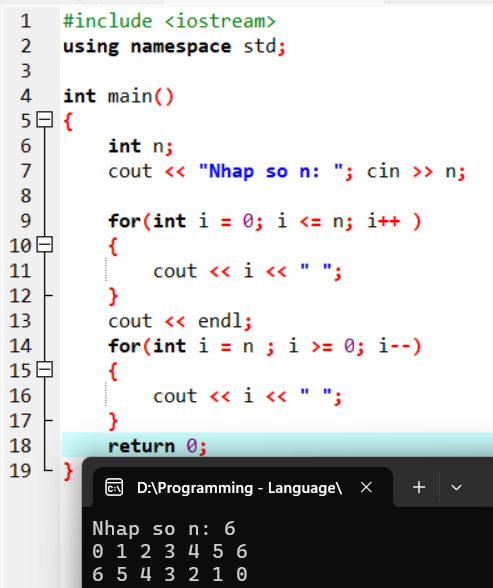 1 #include <iostream>
2 using namespace std;
3
4 int main()
5 {
6 int n;
7 cout << "Nhap so n: "; cin >> n;
8
9 for(int i = 0; i <= n; i++ )
10 {
11 cout << i << " ";
12 }
13 cout << endl;
14 for(int i = n ; i >= 0; i--)
15 {
16 cout << i << " ";
17 }
18 return 0;
19 }
D:\Programming - Language\
Nhap so n: 6
0 1 2 3 4 5 6
6 5 4 3 2 1 0